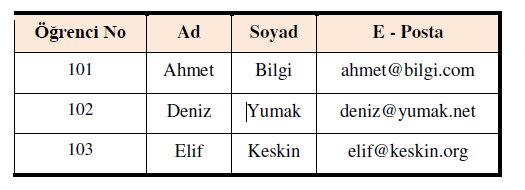 Öğrenci No Ad Soyad E - Posta
101 Ahmet Bilgi ahmet@bilgi.com
102 Deniz Yumak deniz@yumak.net
103 Elif Keskin elif@keskin.org